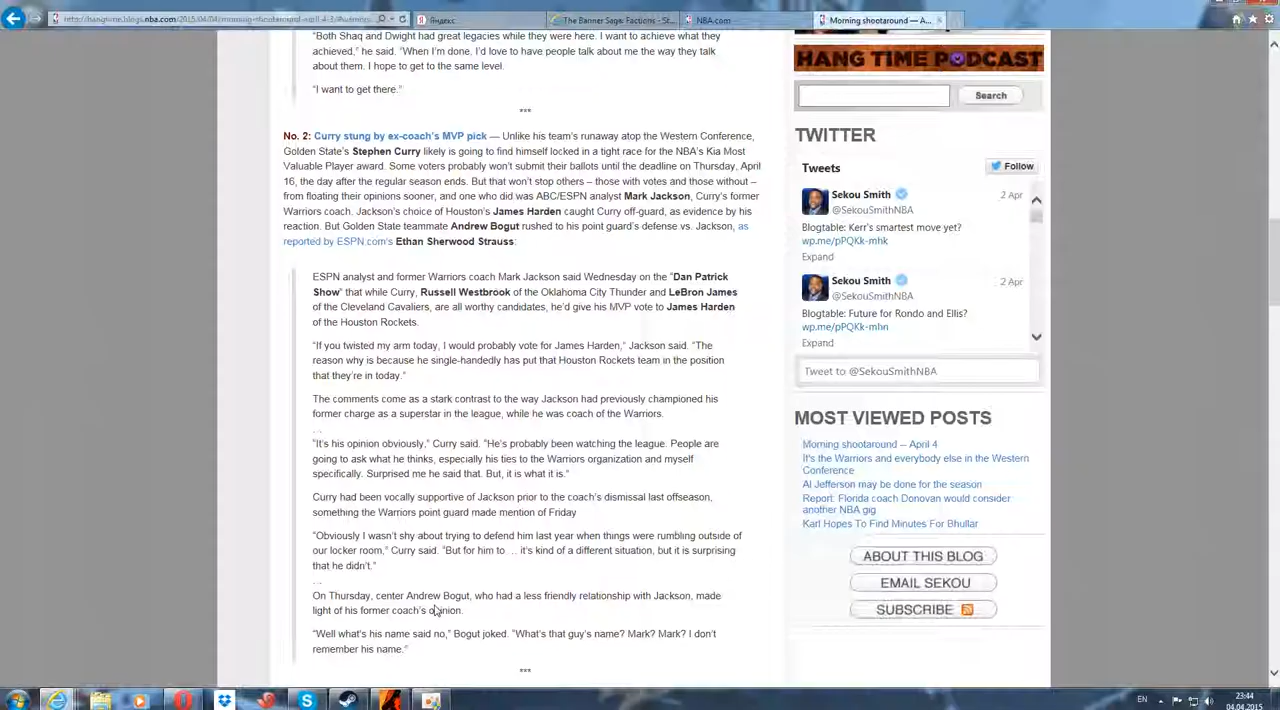 http://hangtime.blogs.nba.com/2015/04/04/morning-shootaround-april-4-3/#
Яндекс
The Banner Saga: Factions - St...
NBA.com
Morning shootaround — A...
"Both Shaq and Dwight had great legacies while they were here. I want to achieve what they
achieved," he said. "When I'm done, I'd love to have people talk about me the way they talk
about them. I hope to get to the same level.
"I want to get there."
***
No. 2: Curry stung by ex-coach's MVP pick — Unlike his team's runaway atop the Western Conference,
Golden State's Stephen Curry likely is going to find himself locked in a tight race for the NBA's Kia Most
Valuable Player award. Some voters probably won't submit their ballots until the deadline on Thursday, April
16, the day after the regular season ends. But that won't stop others – those with votes and those without –
from floating their opinions sooner, and one who did was ABC/ESPN analyst Mark Jackson, Curry's former
Warriors coach. Jackson's choice of Houston's James Harden caught Curry off-guard, as evidence by his
reaction. But Golden State teammate Andrew Bogut rushed to his point guard's defense vs. Jackson, as
reported by ESPN.com's Ethan Sherwood Strauss:
ESPN analyst and former Warriors coach Mark Jackson said Wednesday on the "Dan Patrick
Show" that while Curry, Russell Westbrook of the Oklahoma City Thunder and LeBron James
of the Cleveland Cavaliers, are all worthy candidates, he'd give his MVP vote to James Harden
of the Houston Rockets.
"If you twisted my arm today, I would probably vote for James Harden," Jackson said. "The
reason why is because he single-handedly has put that Houston Rockets team in the position
that they're in today."
The comments come as a stark contrast to the way Jackson had previously championed his
former charge as a superstar in the league, while he was coach of the Warriors.
…
"It's his opinion obviously," Curry said. "He's probably been watching the league. People are
going to ask what he thinks, especially his ties to the Warriors organization and myself
specifically. Surprised me he said that. But, it is what it is."
Curry had been vocally supportive of Jackson prior to the coach's dismissal last offseason,
something the Warriors point guard made mention of Friday
"Obviously I wasn't shy about trying to defend him last year when things were rumbling outside of
our locker room," Curry said. "But for him to … it's kind of a different situation, but it is surprising
that he didn't."
…
On Thursday, center Andrew Bogut, who had a less friendly relationship with Jackson, made
light of his former coach's opinion.
"Well what's his name said no," Bogut joked. "What's that guy's name? Mark? Mark? I don't
remember his name."
***
HANG TIME PODCAST
Search
TWITTER
Tweets
Follow
Sekou Smith 2 Apr
@SekouSmithNBA
Blogtable: Kerr's smartest move yet?
wp.me/pPQKk-mhk
Expand
Sekou Smith 2 Apr
@SekouSmithNBA
Blogtable: Future for Rondo and Ellis?
wp.me/pPQKk-mhn
Expand
Tweet to @SekouSmithNBA
MOST VIEWED POSTS
Morning shootaround – April 4
It's the Warriors and everybody else in the Western
Conference
Al Jefferson may be done for the season
Report: Florida coach Donovan would consider
another NBA gig
Karl Hopes To Find Minutes For Bhullar
ABOUT THIS BLOG
EMAIL SEKOU
SUBSCRIBE
EN
23:44
04.04.2015